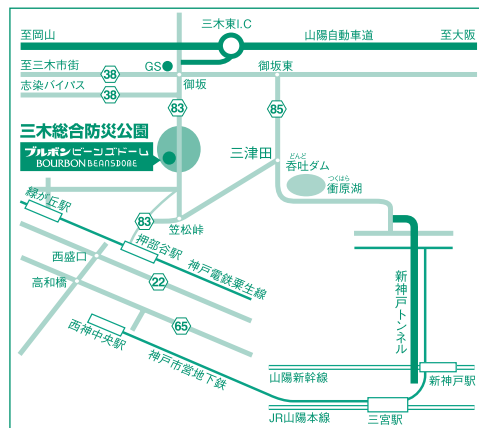 三木東I.C
至岡山
山陽自動車道
至大阪
至三木市街
38
GS
御坂東
志染バイパス
38
御坂
83
85
三木総合防災公園
ブルボンビーンズドーム
BOURBON BEANSDOME
三津田
どんど
呑吐ダム
つくはら
衝原湖
緑が丘駅
83
笠松峠
押部谷駅
神戸電鉄粟生線
西盛口
高和橋
22
65
西神中央駅
神戸市営地下鉄
新神戸トンネル
山陽新幹線
新神戸駅
JR山陽本線
三宮駅